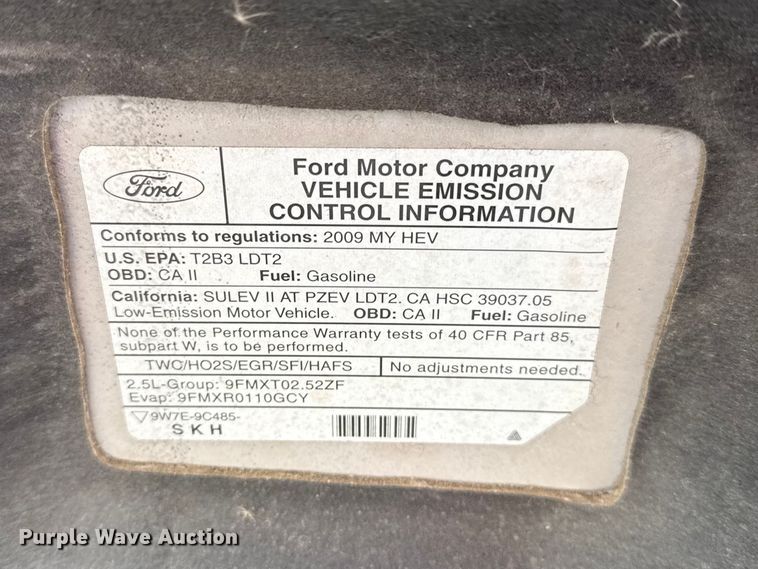 Ford
Ford Motor Company
VEHICLE EMISSION
CONTROL INFORMATION
Conforms to regulations: 2009 MY HEV
U.S. EPA: T2B3 LDT2
OBD: CA II Fuel: Gasoline
California: SULEV II AT PZEV LDT2. CA HSC 39037.05
Low-Emission Motor Vehicle. OBD: CA II Fuel: Gasoline
None of the Performance Warranty tests of 40 CFR Part 85,
subpart W, is to be performed.
TWC/HO2S/EGR/SFI/HAFS No adjustments needed.
2.5L-Group: 9FMXT02.52ZF
Evap: 9FMXR0110GCY
9W7E-9C485-
SKH
Purple Wave Auction